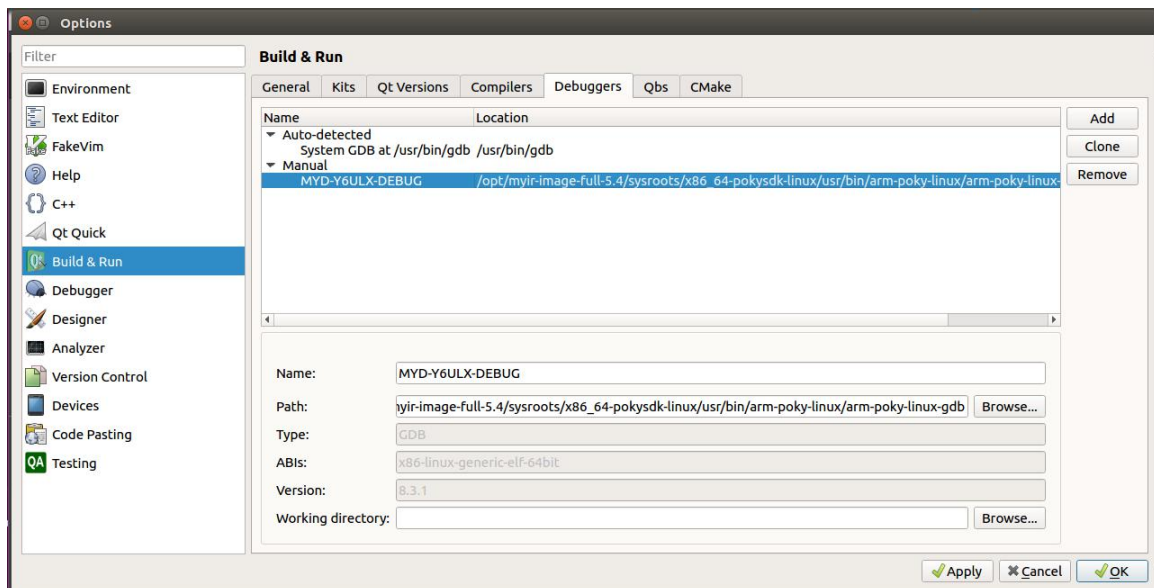 Options
Filter
Environment
Text Editor
FakeVim
Help
C++
Qt Quick
Build & Run
Debugger
Designer
Analyzer
Version Control
Devices
Code Pasting
QA Testing
Build & Run
General Kits Qt Versions Compilers Debuggers Qbs CMake
Name Location
Auto-detected
System GDB at /usr/bin/gdb /usr/bin/gdb
Manual
MYD-Y6ULX-DEBUG /opt/myir-image-full-5.4/sysroots/x86_64-pokysdk-linux/usr/bin/arm-poky-linux/arm-poky-linux-
Add
Clone
Remove
Name: MYD-Y6ULX-DEBUG
Path: yir-image-full-5.4/sysroots/x86_64-pokysdk-linux/usr/bin/arm-poky-linux/arm-poky-linux-gdb Browse...
Type: GDB
ABIs: x86-linux-generic-elf-64bit
Version: 8.3.1
Working directory: Browse...
Apply Cancel OK